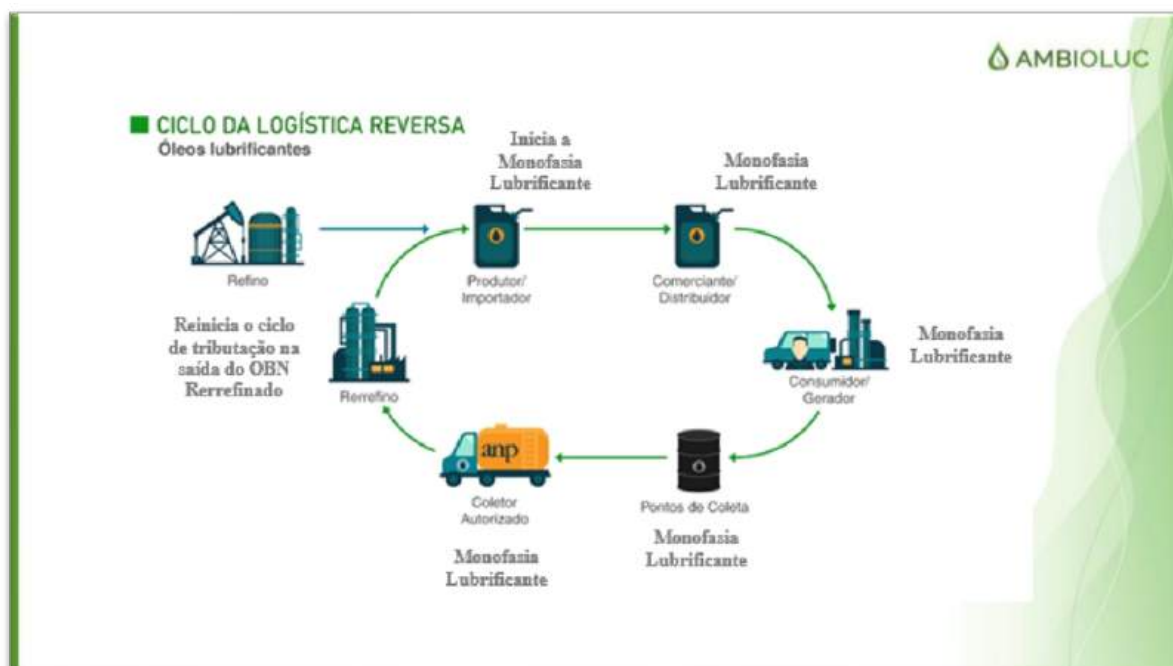 AMBIOLUC
CICLO DA LOGÍSTICA REVERSA
Óleos lubrificantes
Inicia a
Monofasia
Lubrificante
Monofasia
Lubrificante
Refino
Produtor/
Importador
Comerciante/
Distribuidor
Reinicia o ciclo
de tributação na
saída do OBN
Rerrefinado
Rerrefino
Monofasia
Lubrificante
Consumidor/
Gerador
anp
Coletor
Autorizado
Pontos de Coleta
Monofasia
Lubrificante
Monofasia
Lubrificante